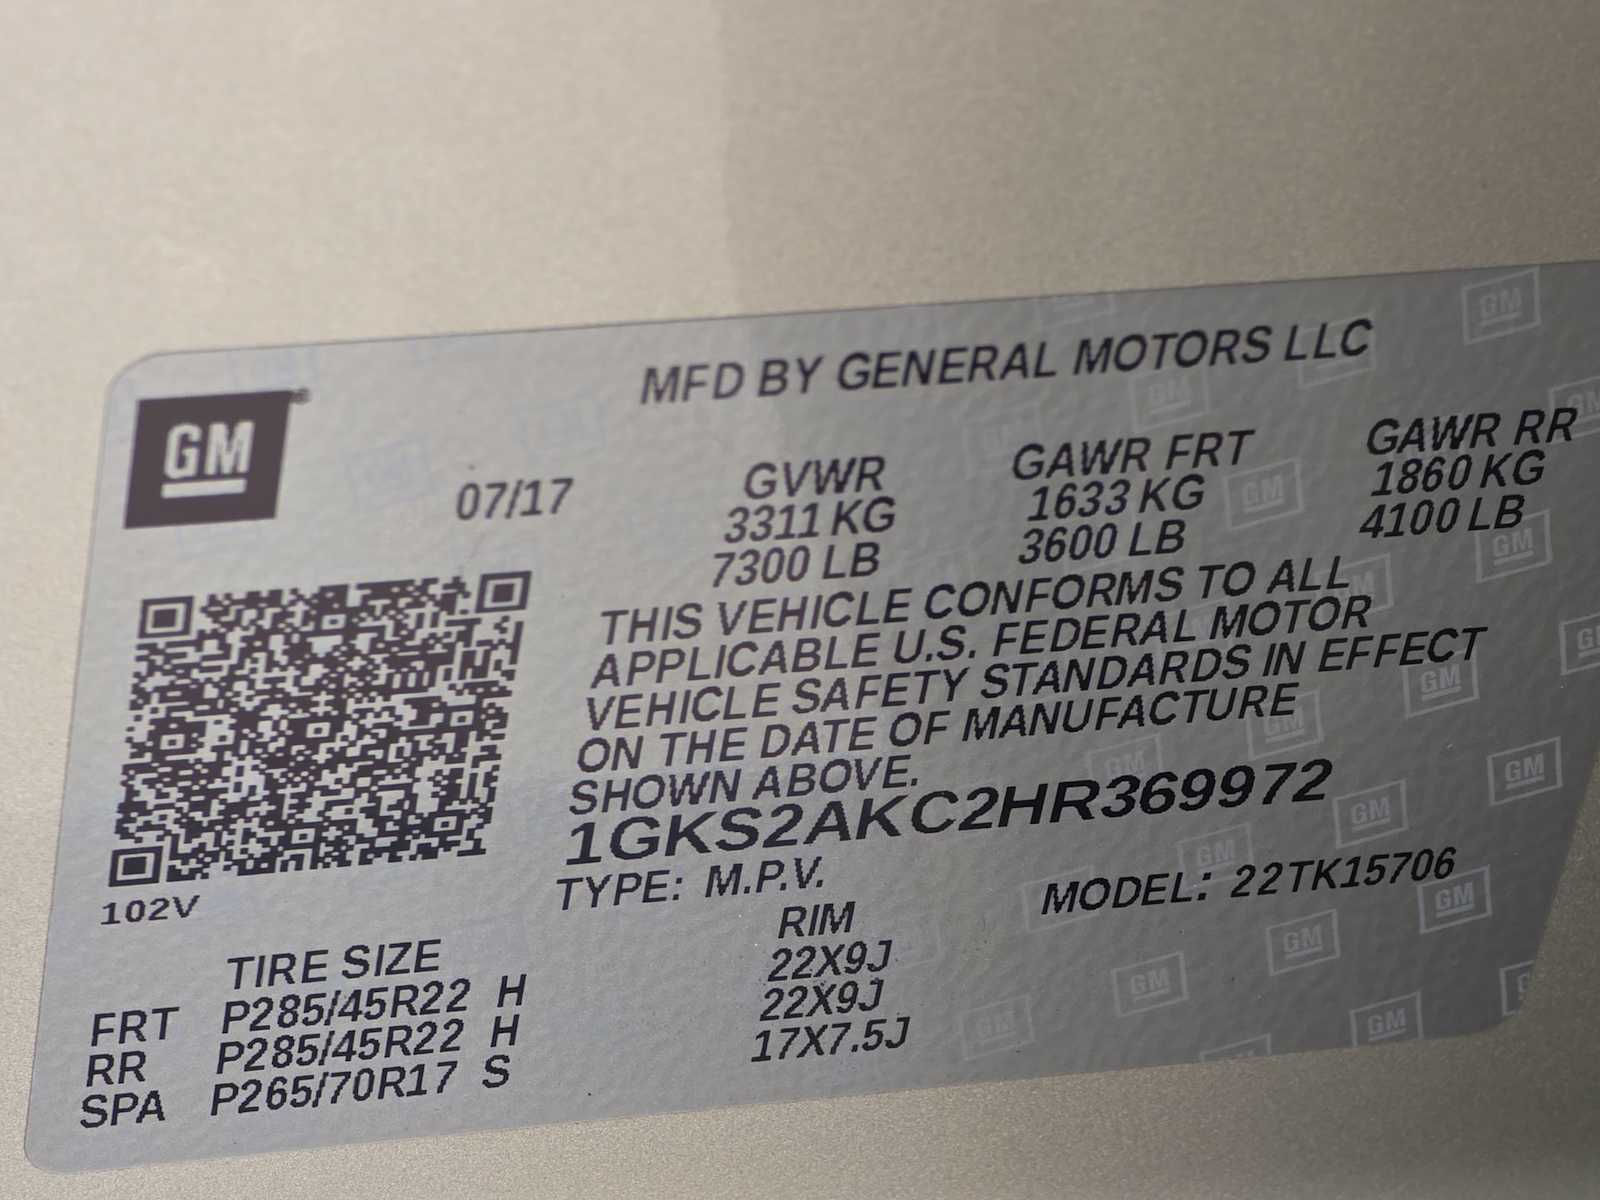 GM
MFD BY GENERAL MOTORS LLC
07/17
GVWR GAWR FRT GAWR RR
3311 KG 1633 KG 1860 KG
7300 LB 3600 LB 4100 LB
THIS VEHICLE CONFORMS TO ALL
APPLICABLE U.S. FEDERAL MOTOR
VEHICLE SAFETY STANDARDS IN EFFECT
ON THE DATE OF MANUFACTURE
SHOWN ABOVE.
1GKS2AKC2HR369972
TYPE: M.P.V. MODEL: 22TK15706
102V
TIRE SIZE RIM
FRT P285/45R22 H 22X9J
RR P285/45R22 H 22X9J
SPA P265/70R17 S 17X7.5J